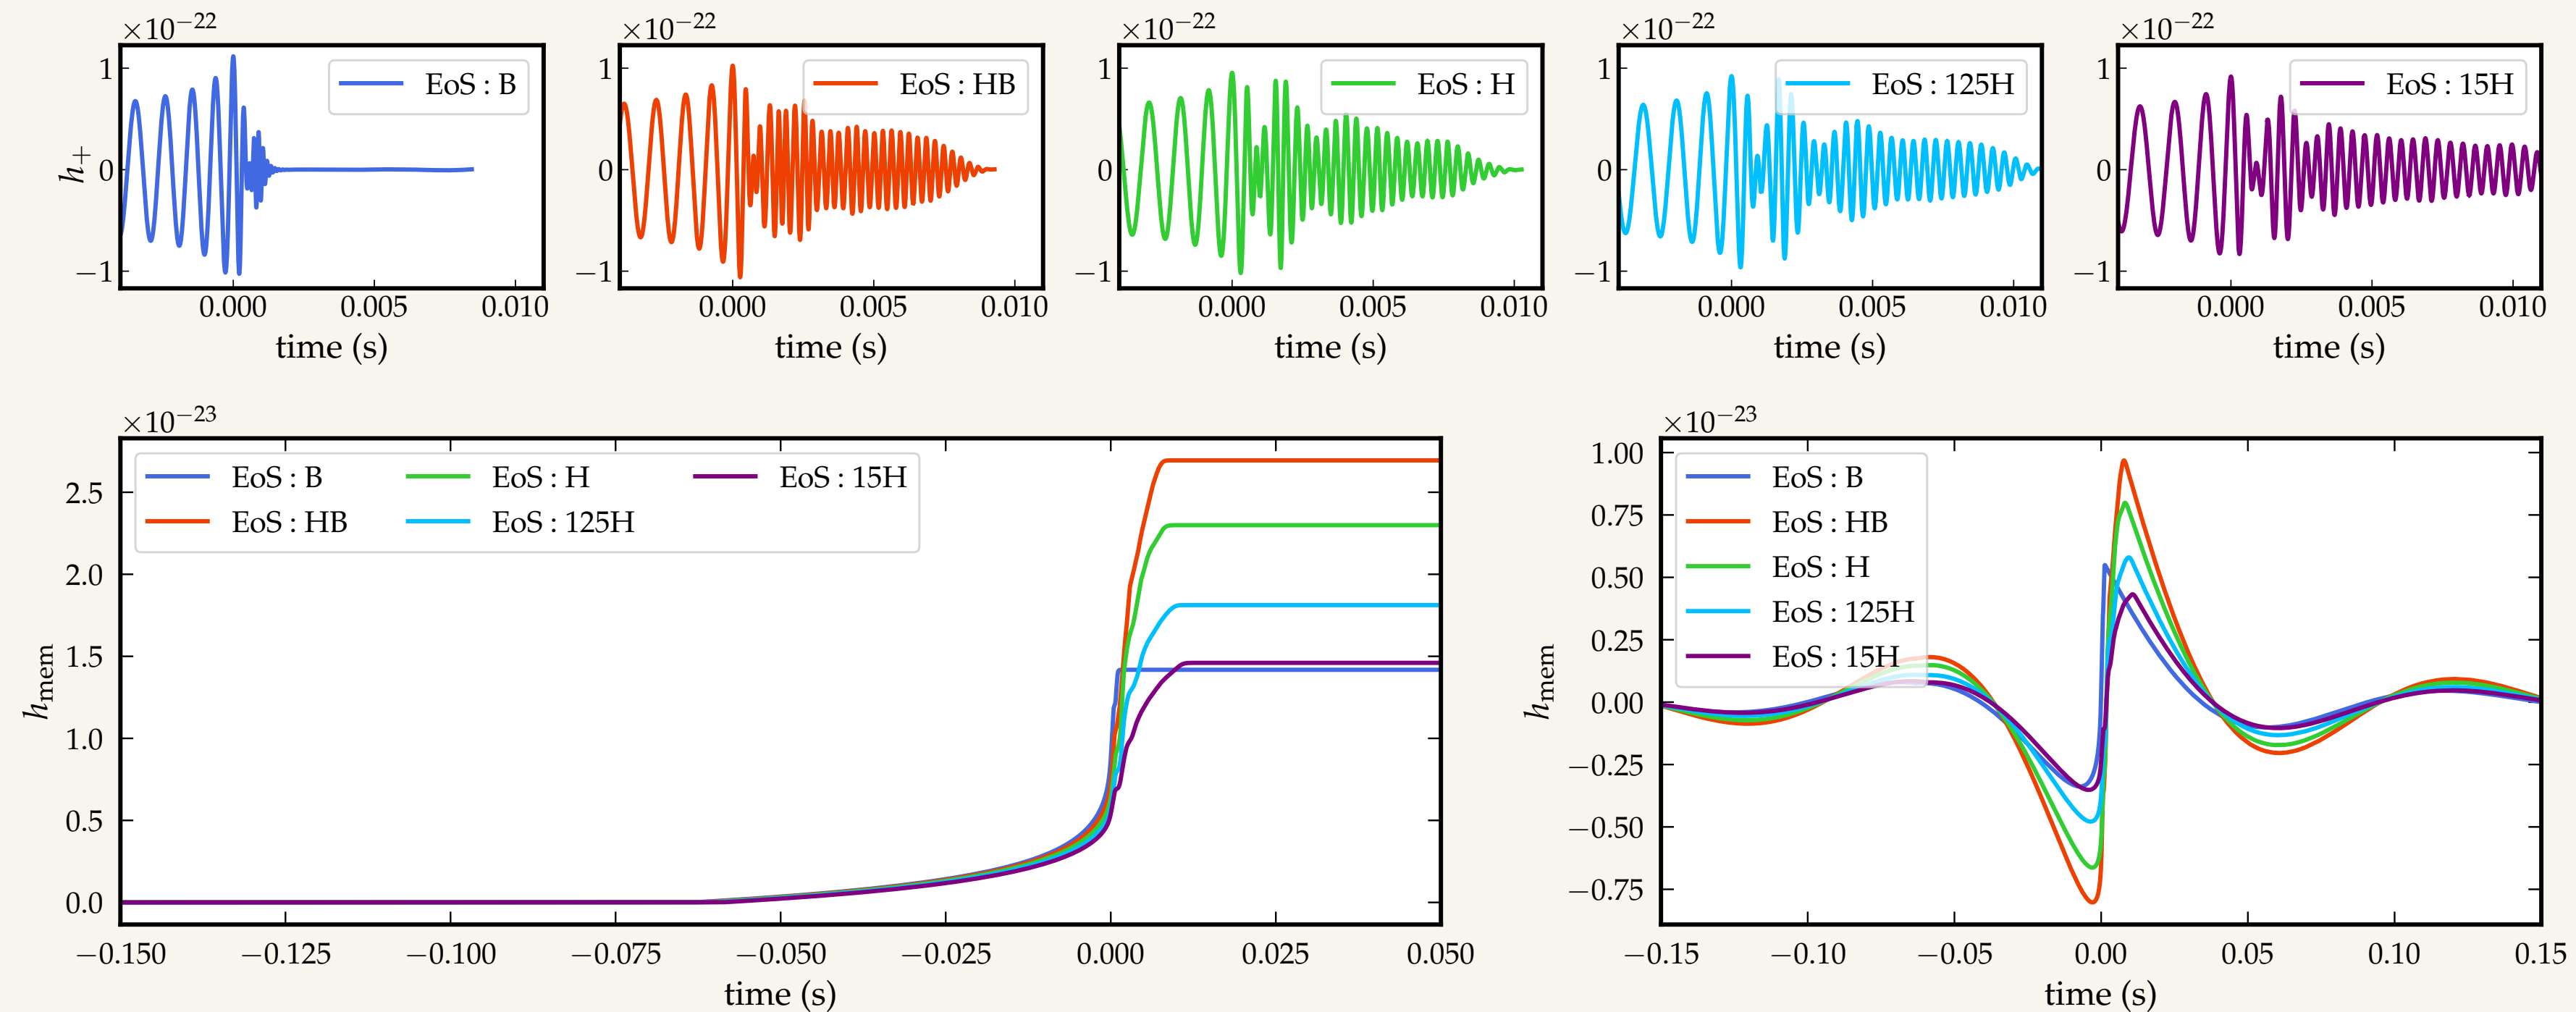 ×10⁻²² ×10⁻²² ×10⁻²² ×10⁻²² ×10⁻²²
EoS : B
EoS : HB
EoS : H
EoS : 125H
EoS : 15H
h₊
1 0 −1
1 0 −1
1 0 −1
1 0 −1
1 0 −1
0.000 0.005 0.010
0.000 0.005 0.010
0.000 0.005 0.010
0.000 0.005 0.010
0.000 0.005 0.010
time (s) time (s) time (s) time (s) time (s)
×10⁻²³
EoS : B EoS : H EoS : 15H
EoS : HB EoS : 125H
h_mem
2.5
2.0
1.5
1.0
0.5
0.0
−0.150 −0.125 −0.100 −0.075 −0.050 −0.025 0.000 0.025 0.050
time (s)
×10⁻²³
EoS : B
EoS : HB
EoS : H
EoS : 125H
EoS : 15H
h_mem
1.00
0.75
0.50
0.25
0.00
−0.25
−0.50
−0.75
−0.15 −0.10 −0.05 0.00 0.05 0.10 0.15
time (s)